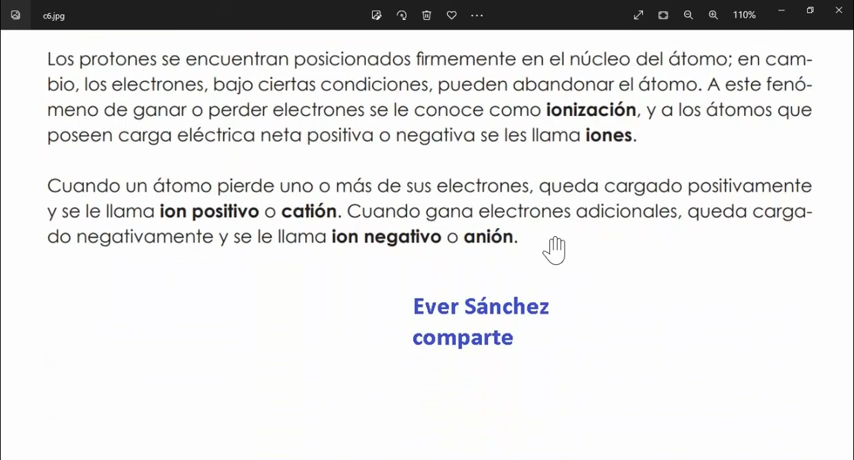 c6.jpg
110%
Los protones se encuentran posicionados firmemente en el núcleo del átomo; en cam-
bio, los electrones, bajo ciertas condiciones, pueden abandonar el átomo. A este fenó-
meno de ganar o perder electrones se le conoce como ionización, y a los átomos que
poseen carga eléctrica neta positiva o negativa se les llama iones.
Cuando un átomo pierde uno o más de sus electrones, queda cargado positivamente
y se le llama ion positivo o catión. Cuando gana electrones adicionales, queda carga-
do negativamente y se le llama ion negativo o anión.
Ever Sánchez
comparte